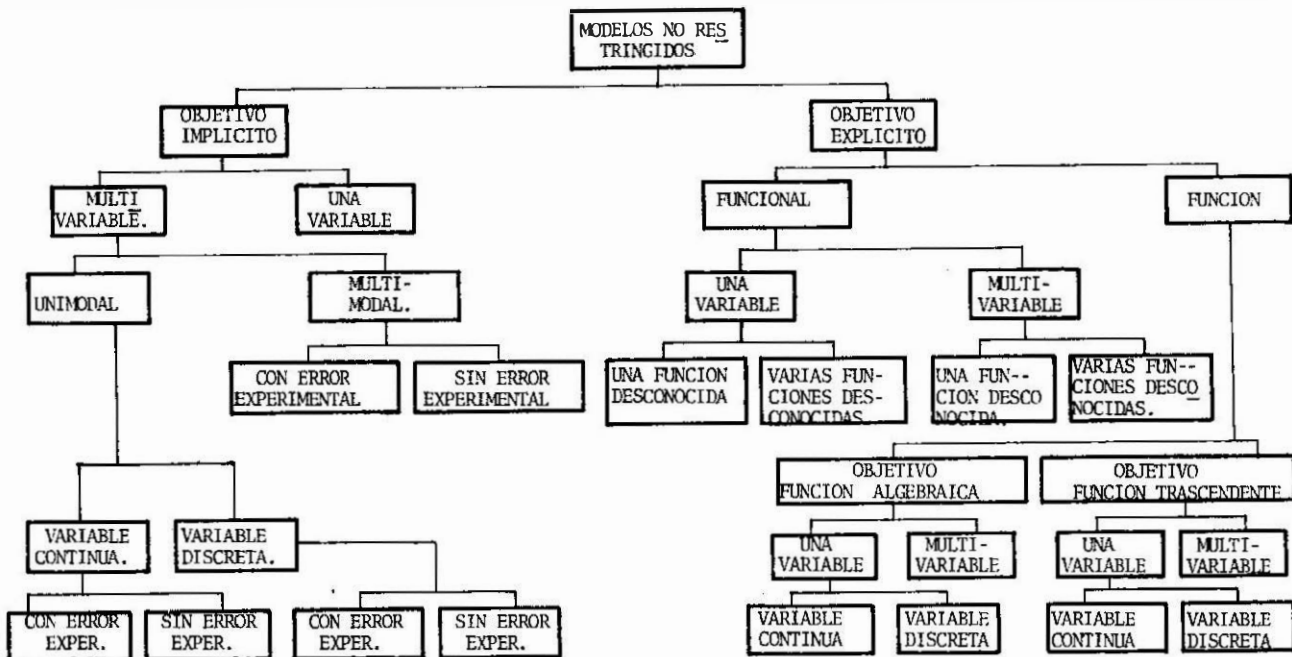 MODELOS NO RES
TRINGIDOS
OBJETIVO
IMPLICITO
OBJETIVO
EXPLICITO
MULTI
VARIABLE.
UNA
VARIABLE
FUNCIONAL
FUNCION
UNIMODAL
MULTI-
MODAL.
UNA
VARIABLE
MULTI-
VARIABLE
CON ERROR
EXPERIMENTAL
SIN ERROR
EXPERIMENTAL
UNA FUNCION
DESCONOCIDA
VARIAS FUN-
CIONES DES-
CONOCIDAS.
UNA FUN--
CION DESCO
NOCIDA.
VARIAS FUN--
CIONES DESCO
NOCIDAS.
OBJETIVO
FUNCION ALGEBRAICA
OBJETIVO
FUNCION TRASCENDENTE
VARIABLE
CONTINUA.
VARIABLE
DISCRETA.
UNA
VARIABLE
MULTI-
VARIABLE
UNA
VARIABLE
MULTI-
VARIABLE
CON ERROR
EXPER.
SIN ERROR
EXPER.
CON ERROR
EXPER.
SIN ERROR
EXPER.
VARIABLE
CONTINUA
VARIABLE
DISCRETA
VARIABLE
CONTINUA
VARIABLE
DISCRETA